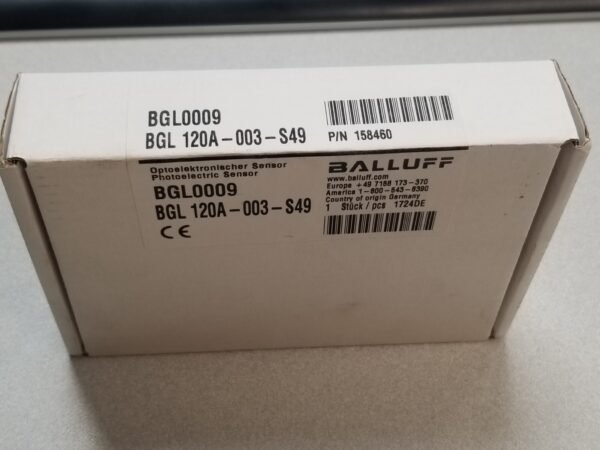 BGL0009
BGL 120A-003-S49
P/N 158460
Optoelektronischer Sensor
Photoelectric Sensor
BGL0009
BGL 120A-003-S49
CE
BALLUFF
www.balluff.com
Europe +49 7158 173-370
America 1-800-543-8390
Country of origin Germany
1 Stück / pcs 1724DE